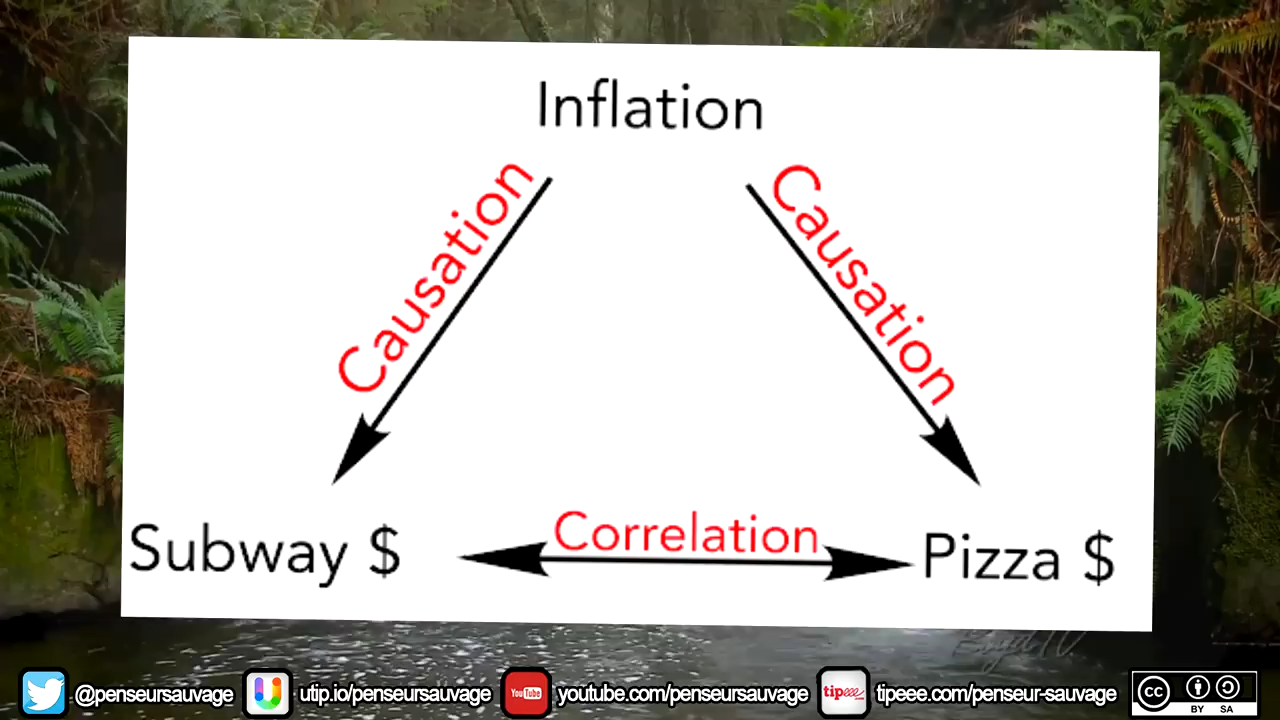 Inflation
Causation
Causation
Correlation
Subway $
Pizza $
@penseursauvage
utip.io/penseursauvage
YouTube
youtube.com/penseursauvage
tipeee.com
tipeee.com/penseur-sauvage
cc
BY SA